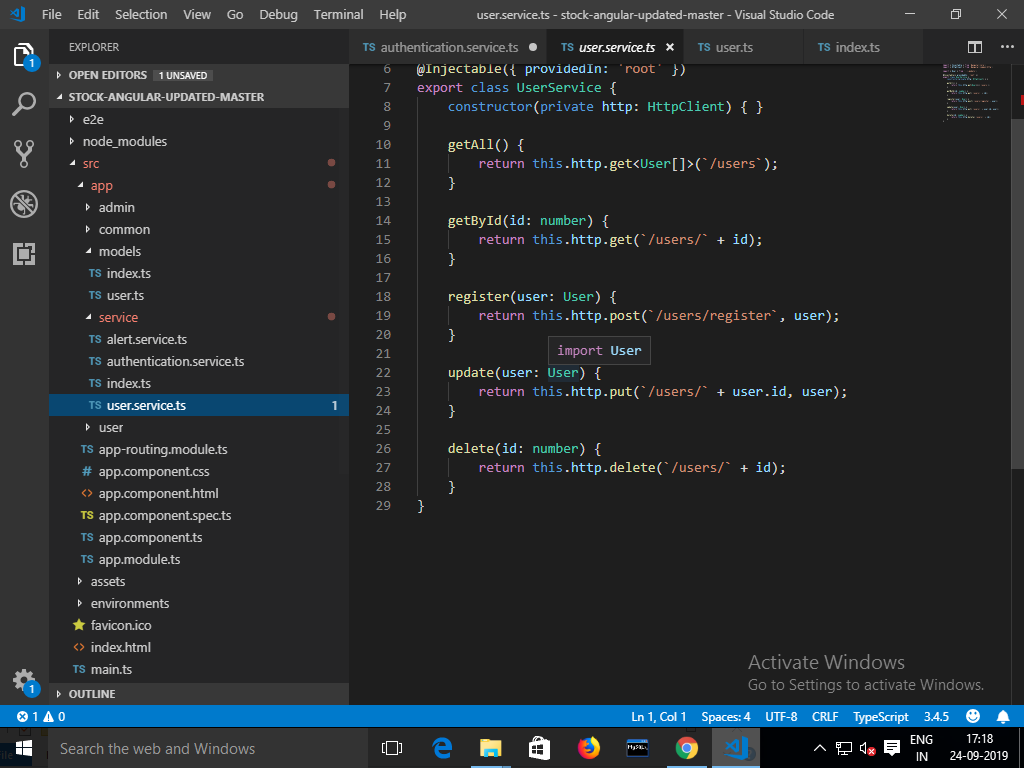 File Edit Selection View Go Debug Terminal Help user.service.ts - stock-angular-updated-master - Visual Studio Code
EXPLORER
TS authentication.service.ts
TS user.service.ts
TS user.ts
TS index.ts
OPEN EDITORS 1 UNSAVED
STOCK-ANGULAR-UPDATED-MASTER
e2e
node_modules
src
app
admin
common
models
TS index.ts
TS user.ts
service
TS alert.service.ts
TS authentication.service.ts
TS index.ts
TS user.service.ts 1
user
TS app-routing.module.ts
# app.component.css
<> app.component.html
TS app.component.spec.ts
TS app.component.ts
TS app.module.ts
assets
environments
favicon.ico
<> index.html
TS main.ts
OUTLINE
1
1
6 @Injectable({ providedIn: 'root' })
7 export class UserService {
8 constructor(private http: HttpClient) { }
9
10 getAll() {
11 return this.http.get<User[]>(`/users`);
12 }
13
14 getById(id: number) {
15 return this.http.get(`/users/` + id);
16 }
17
18 register(user: User) {
19 return this.http.post(`/users/register`, user);
20 }
21
import User
22 update(user: User) {
23 return this.http.put(`/users/` + user.id, user);
24 }
25
26 delete(id: number) {
27 return this.http.delete(`/users/` + id);
28 }
29 }
Activate Windows
Go to Settings to activate Windows.
1 0 Ln 1, Col 1 Spaces: 4 UTF-8 CRLF TypeScript 3.4.5
Search the web and Windows
MySQL
ENG
IN
17:18
24-09-2019